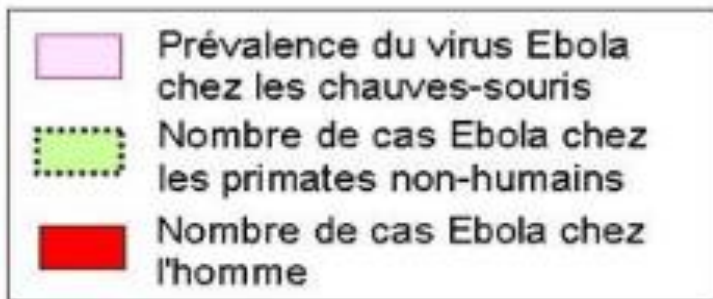 Prévalence du virus Ebola
chez les chauves-souris
Nombre de cas Ebola chez
les primates non-humains
Nombre de cas Ebola chez
l'homme